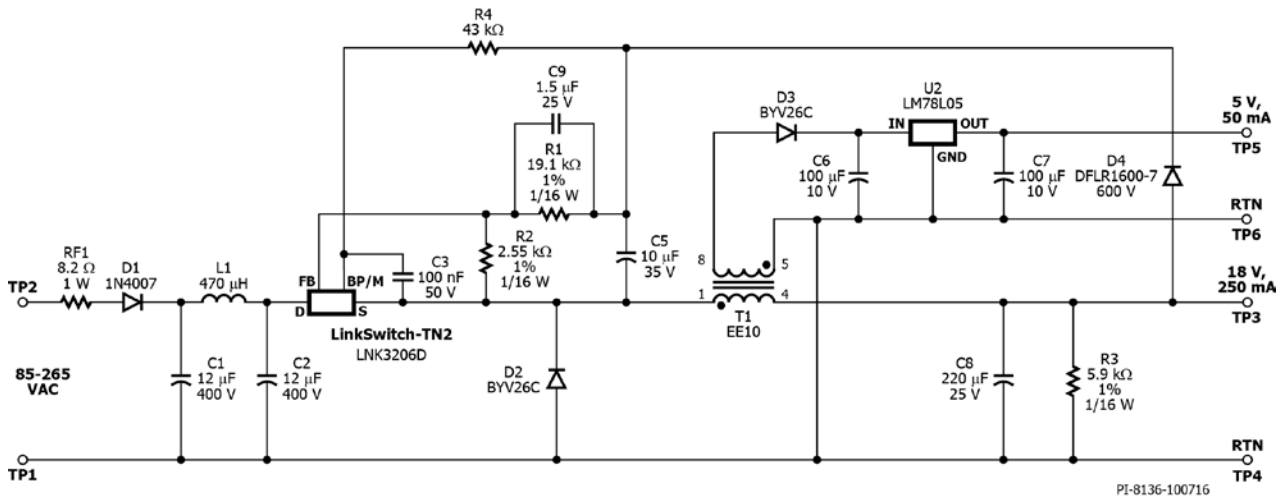 R4
43 kΩ
C9
1.5 µF
25 V
R1
19.1 kΩ
1%
1/16 W
D3
BYV26C
U2
LM78L05
IN
OUT
GND
5 V,
50 mA
TP5
C6
100 µF
10 V
C7
100 µF
10 V
D4
DFLR1600-7
600 V
RTN
TP6
RF1
8.2 Ω
1 W
D1
1N4007
L1
470 µH
FB
BP/M
D
S
C3
100 nF
50 V
R2
2.55 kΩ
1%
1/16 W
C5
10 µF
35 V
8
5
1
4
T1
EE10
18 V,
250 mA
TP3
TP2
LinkSwitch-TN2
LNK3206D
85-265
VAC
C1
12 µF
400 V
C2
12 µF
400 V
D2
BYV26C
C8
220 µF
25 V
R3
5.9 kΩ
1%
1/16 W
TP1
RTN
TP4
PI-8136-100716